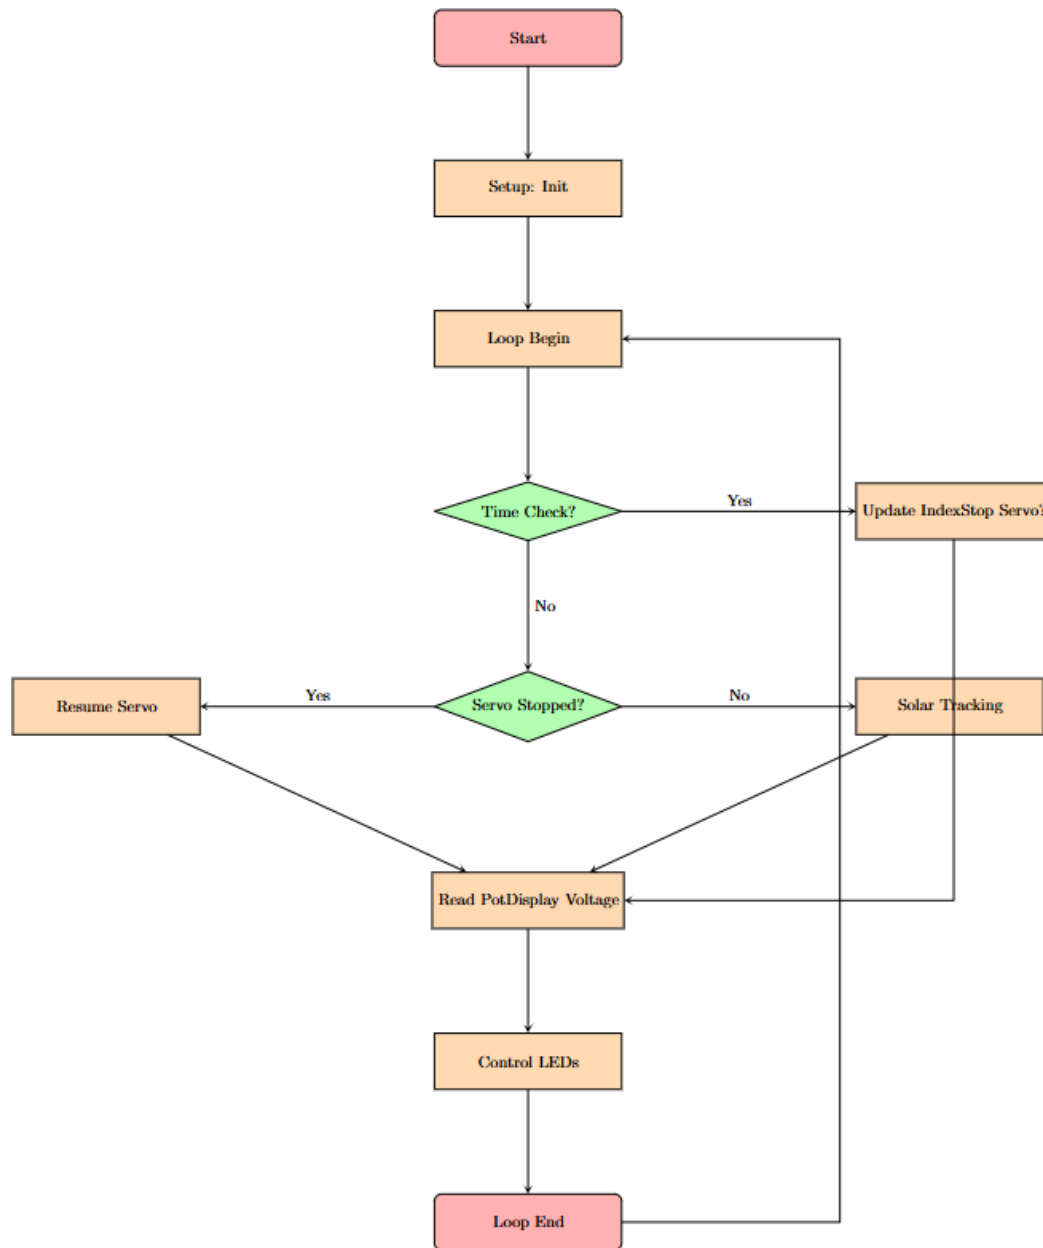 Start
Setup: Init
Loop Begin
Time Check?
Yes
Update IndexStop Servo?
No
Resume Servo
Yes
Servo Stopped?
No
Solar Tracking
Read PotDisplay Voltage
Control LEDs
Loop End